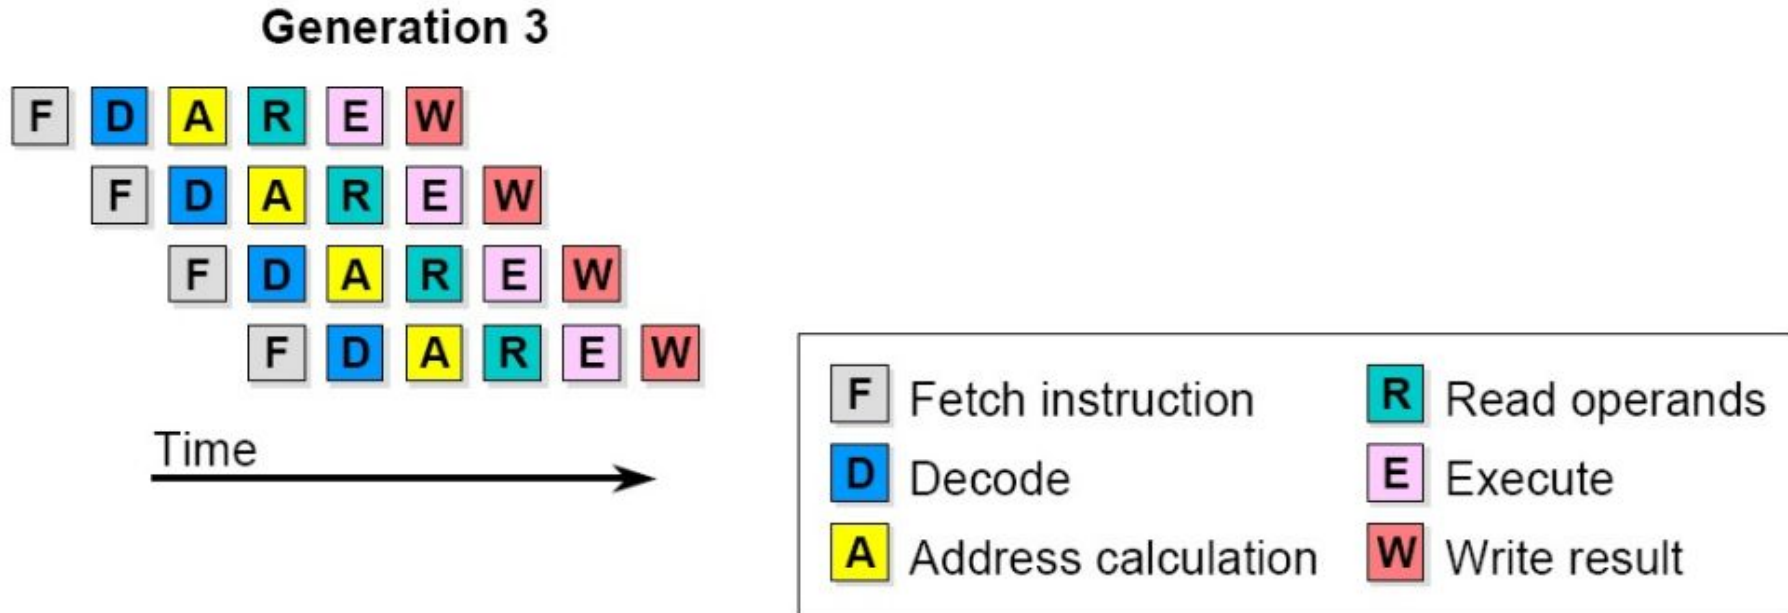 Generation 3
F D A R E W
F D A R E W
F D A R E W
F D A R E W
Time
F Fetch instruction
D Decode
A Address calculation
R Read operands
E Execute
W Write result